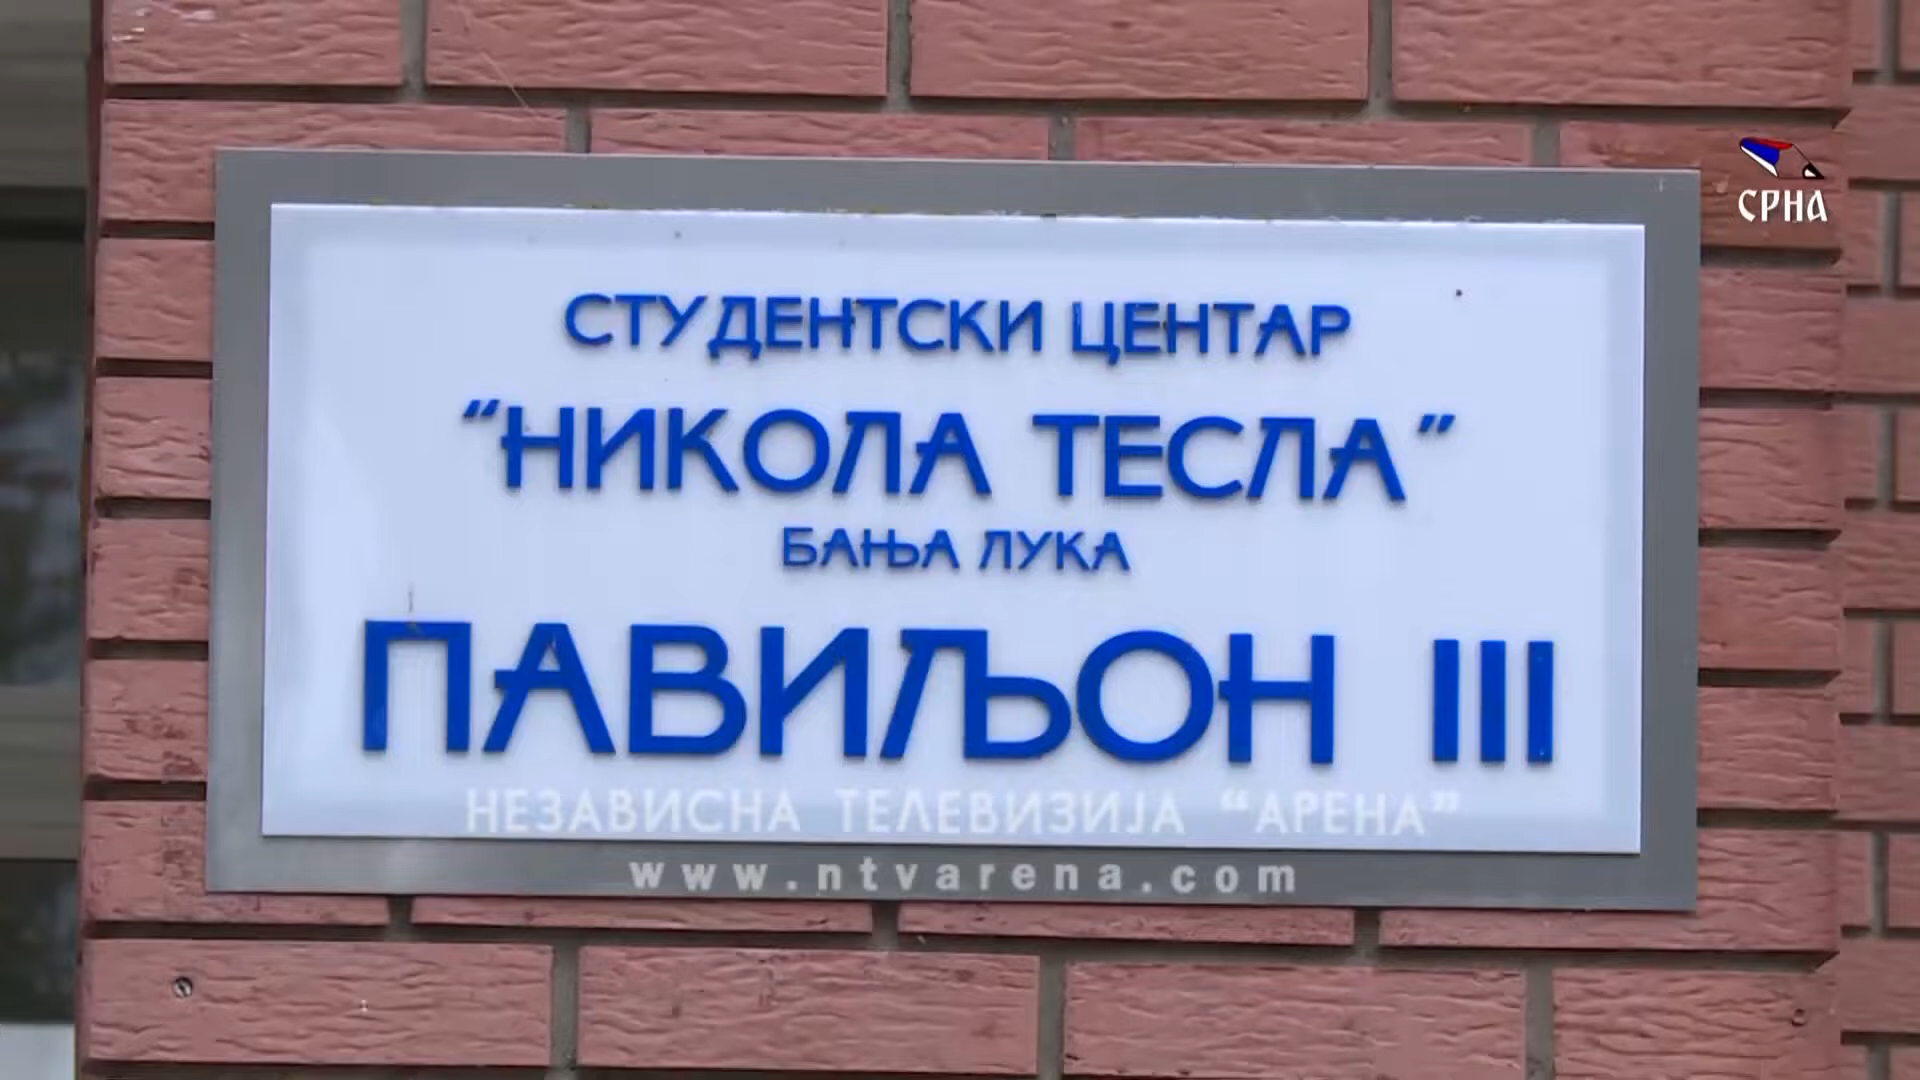 СРНА
СТУДЕНТСКИ ЦЕНТАР
"НИКОЛА ТЕСЛА"
БАЊА ЛУКА
ПАВИЉОН III
НЕЗАВИСНА ТЕЛЕВИЗИЈА "АРЕНА"
www.ntvarena.com